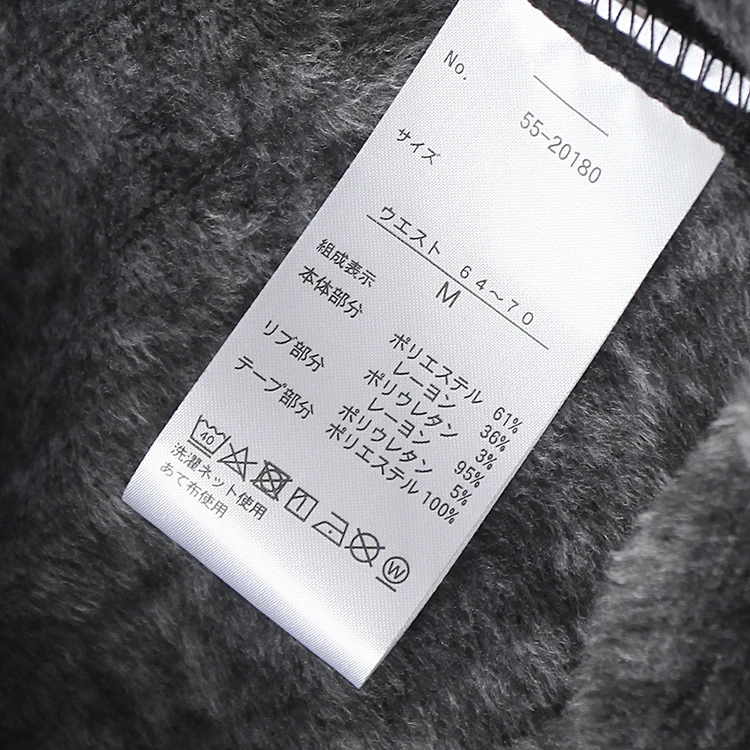 No.
55-20180
サイズ
ウエスト 64~70
M
組成表示
本体部分 ポリエステル 61%
レーヨン 36%
ポリウレタン 3%
リブ部分 レーヨン 95%
ポリウレタン 5%
テープ部分 ポリエステル 100%
40
W
洗濯ネット使用
あて布使用